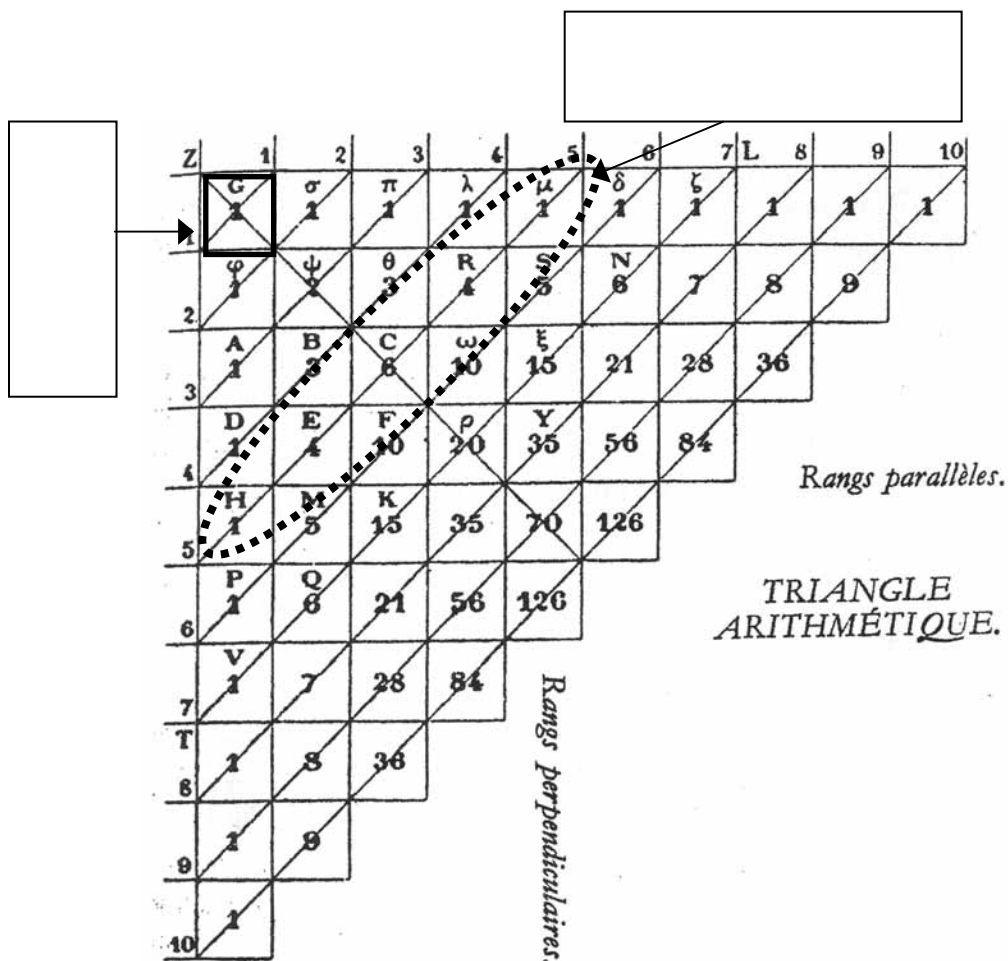 Z 1 2 3 4 5 6 7 L 8 9 10
G σ π λ μ δ ζ
1 1 1 1 1 1 1 1 1 1
1
φ ψ θ R S N
1 2 3 4 5 6 7 8 9
2
A B C ω ξ
1 3 6 10 15 21 28 36
3
D E F ρ Y
1 4 10 20 35 56 84
4
Rangs parallèles.
H M K
1 5 15 35 70 126
5
P Q
1 6 21 56 126
6
TRIANGLE
ARITHMÉTIQUE.
V
1 7 28 84
7
Rangs perpendiculaires.
T
1 8 36
8
1 9
9
1
10